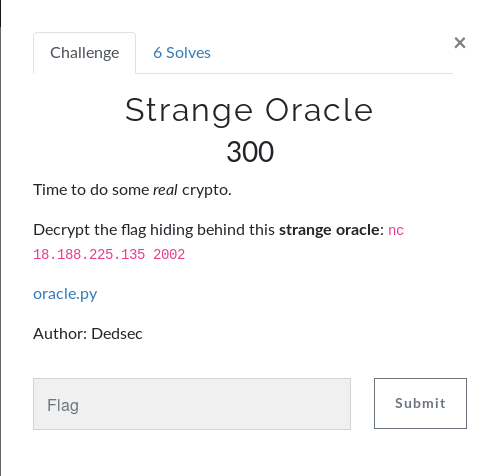 Challenge
6 Solves
×
Strange Oracle
300
Time to do some real crypto.
Decrypt the flag hiding behind this strange oracle: nc
18.188.225.135 2002
oracle.py
Author: Dedsec
Flag
Submit